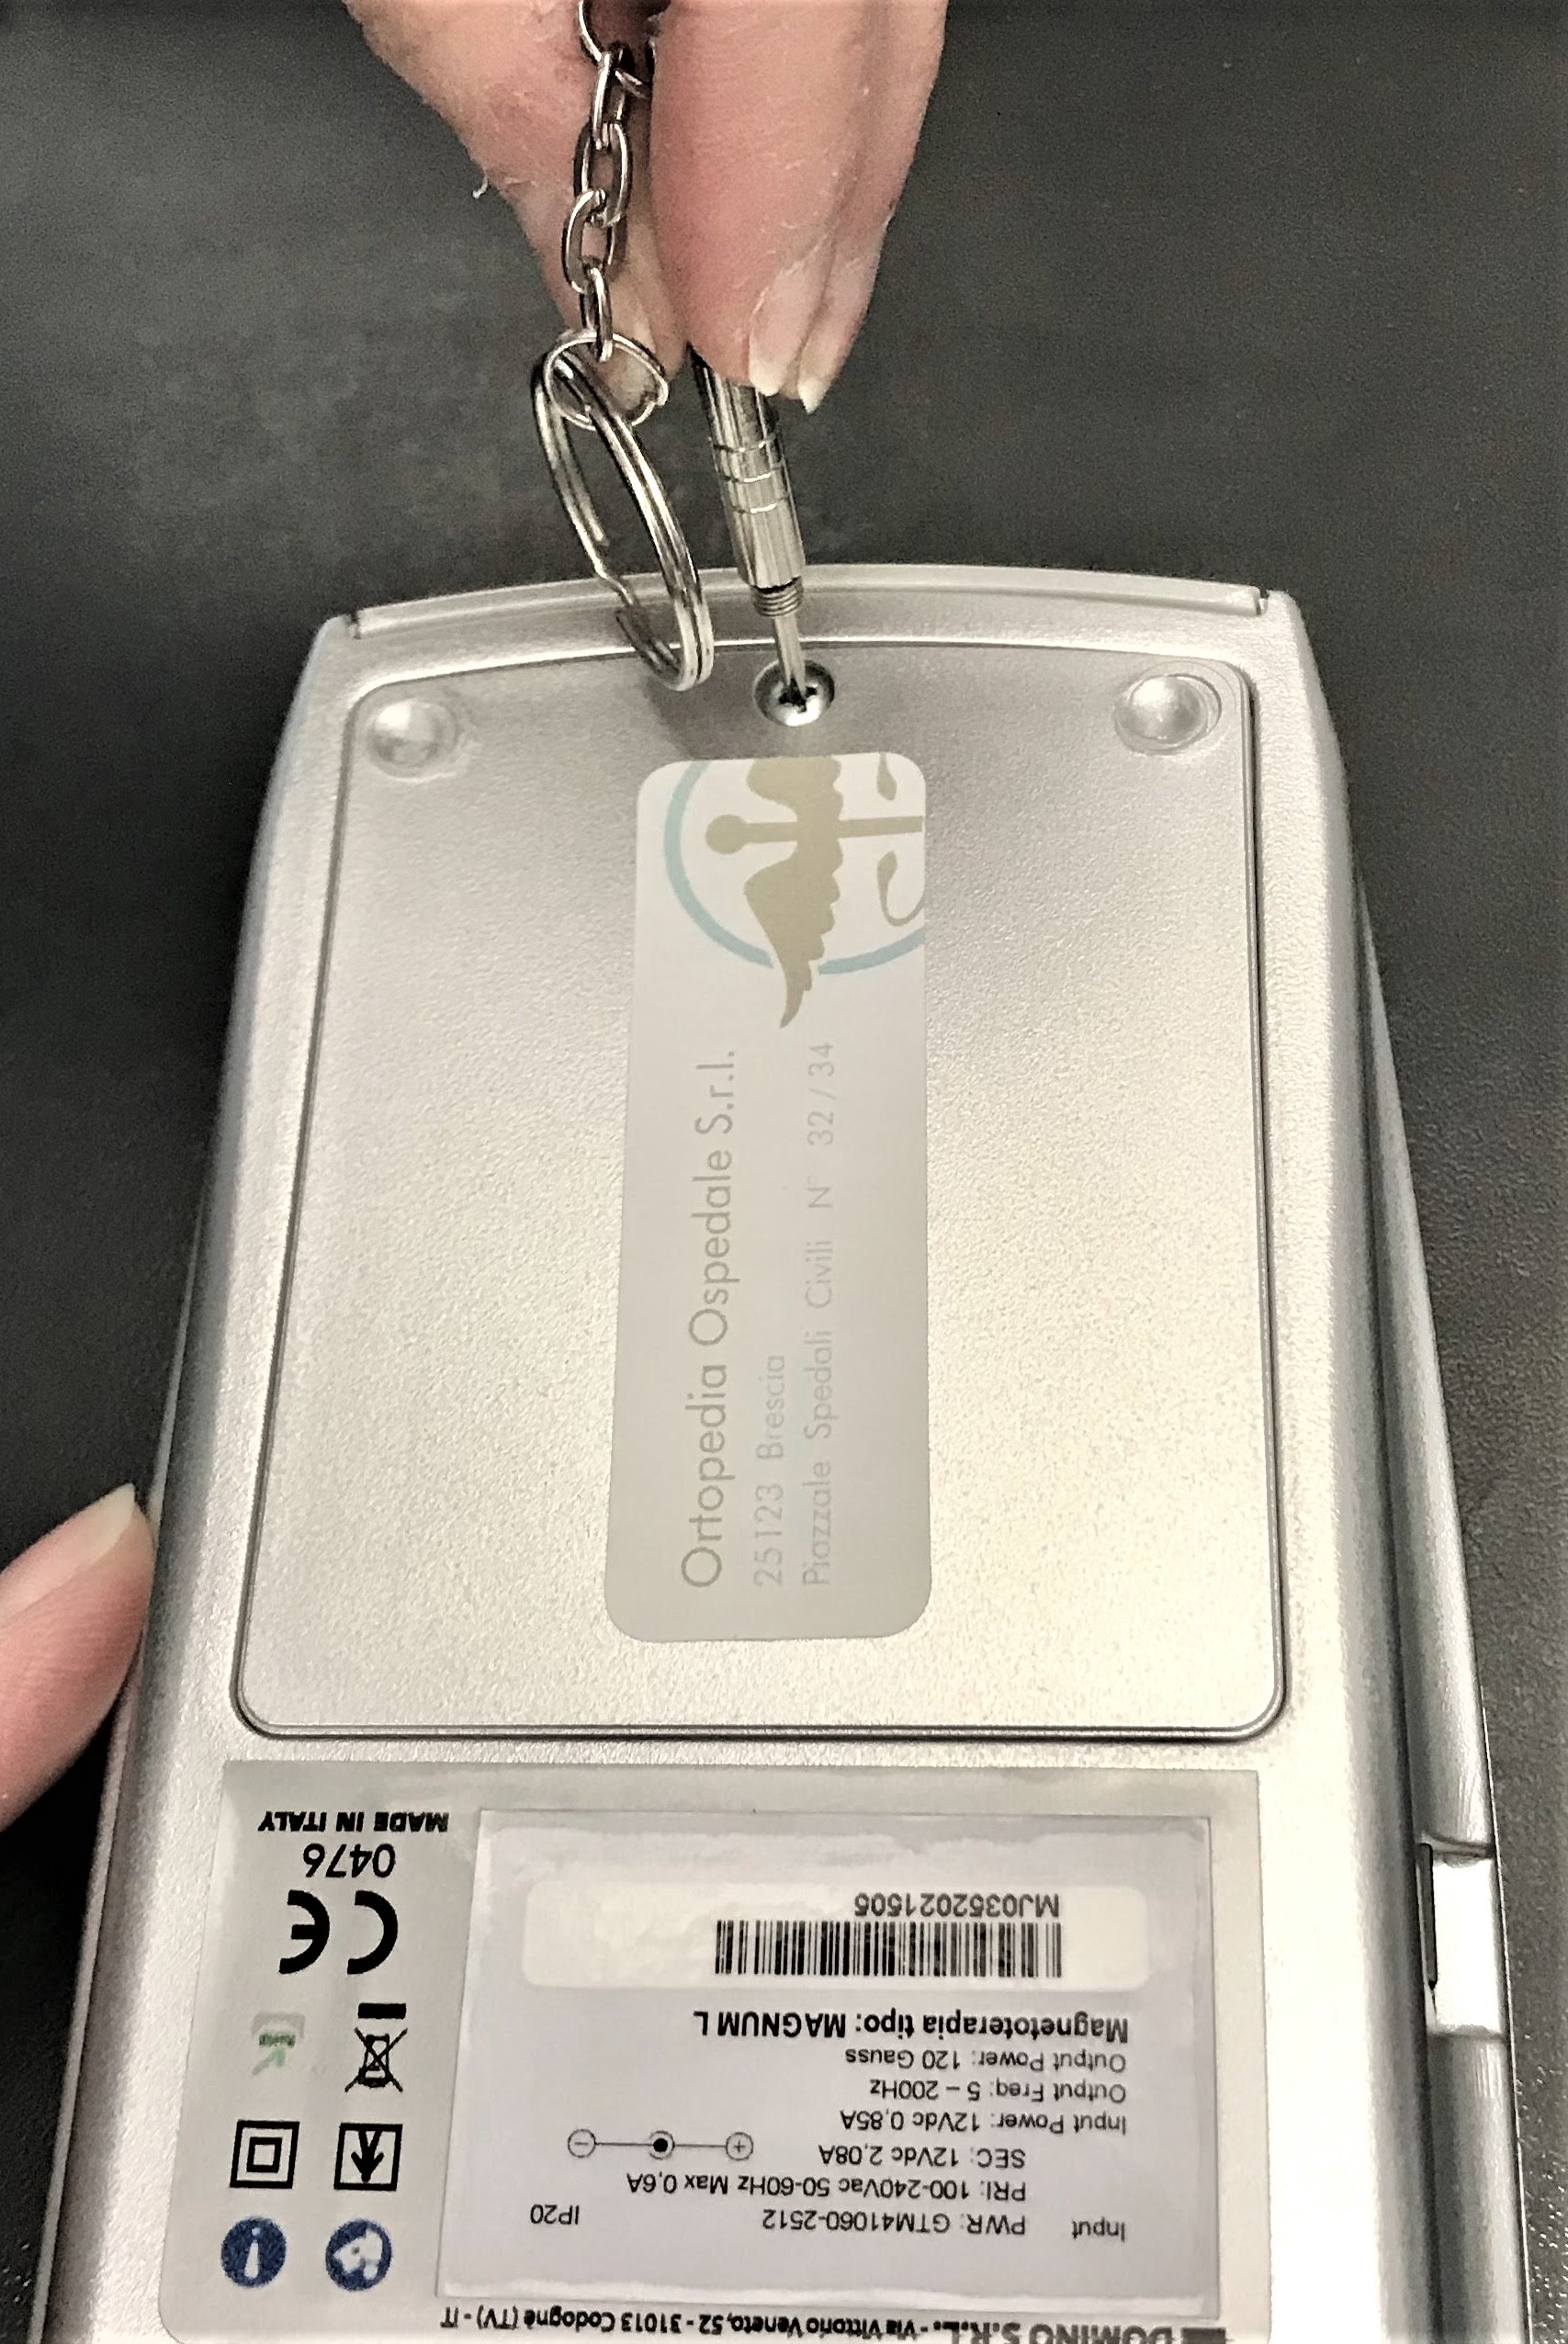 Ortopedia Ospedale S.r.l.
25123 Brescia
Piazzale Spedali Civili N° 32/34
DOMINO S.R.L. - Via Vittorio Veneto, 52 - 31013 Codognè (TV) - IT
Input PWR: GTM41060-2512 IP20
PRI: 100-240Vac 50-60Hz Max 0,6A
SEC: 12Vdc 2,08A
Input Power: 12Vdc 0,85A
Output Freq: 5 – 200Hz
Output Power: 120 Gauss
Magnetoterapia tipo: MAGNUM L
MJ0352021505
CE
0476
MADE IN ITALY